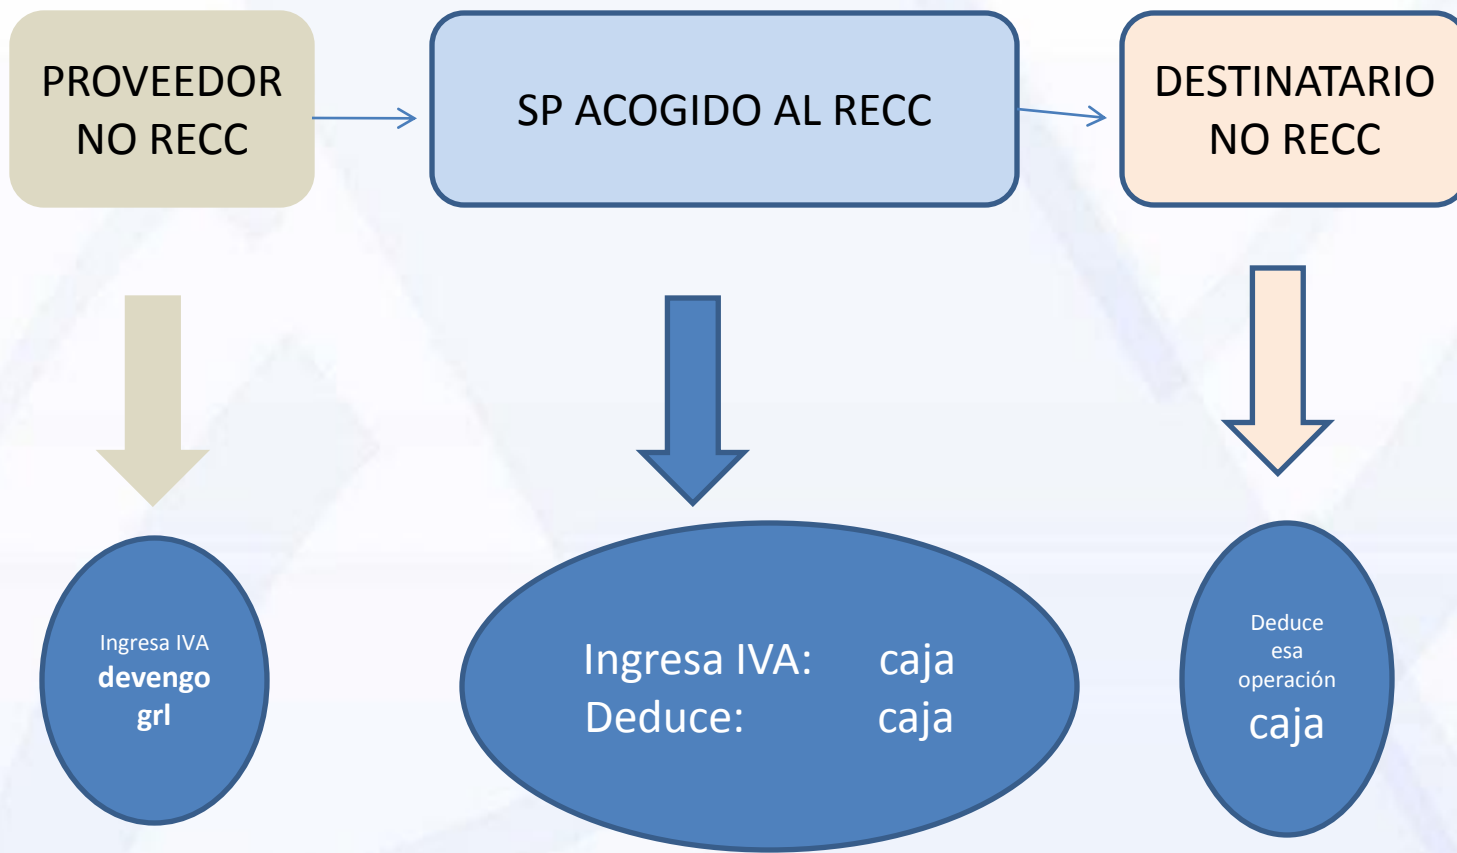 PROVEEDOR
NO RECC
SP ACOGIDO AL RECC
DESTINATARIO
NO RECC
Ingresa IVA
devengo
grl
Ingresa IVA: caja
Deduce: caja
Deduce
esa
operación
caja